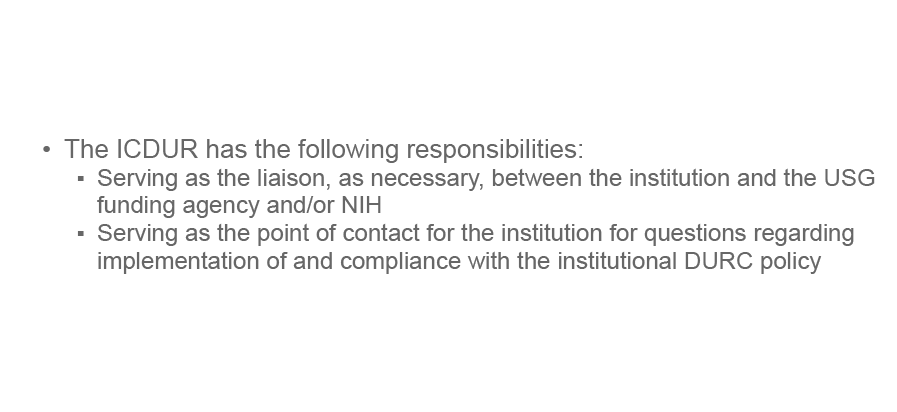 • The ICDUR has the following responsibilities:
▪ Serving as the liaison, as necessary, between the institution and the USG
funding agency and/or NIH
▪ Serving as the point of contact for the institution for questions regarding
implementation of and compliance with the institutional DURC policy